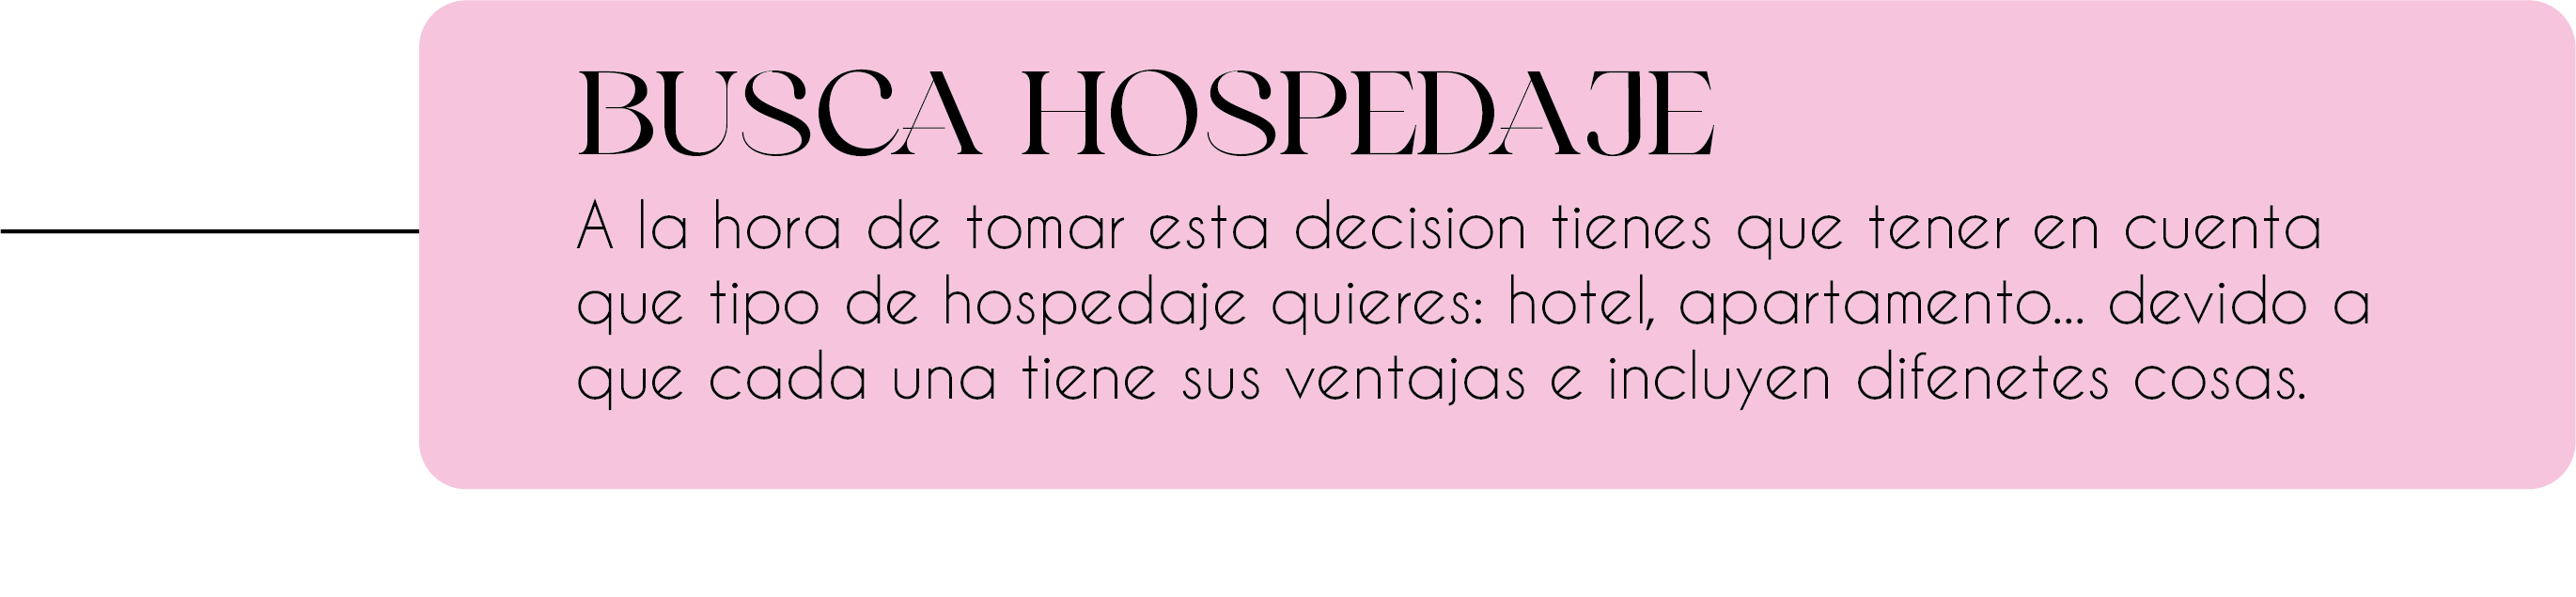 BUSCA HOSPEDAJE
A la hora de tomar esta decision tienes que tener en cuenta
que tipo de hospedaje quieres: hotel, apartamento... devido a
que cada una tiene sus ventajas e incluyen difenetes cosas.